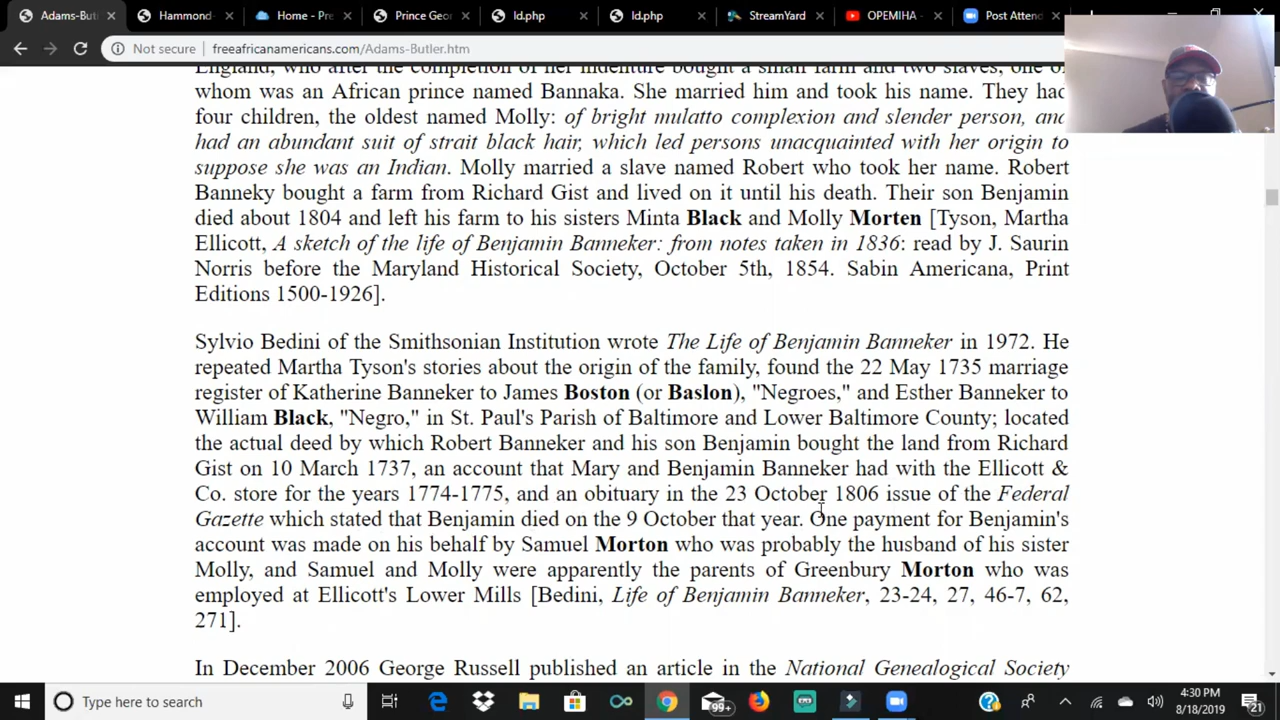 Adams-Butl
Hammond-
Home - Pre
Prince Geor
ld.php
ld.php
StreamYard
OPEMIHA -
Post Attend
Not secure
freeafricanamericans.com/Adams-Butler.htm
England, who after the completion of her indenture bought a small farm and two slaves, one of
whom was an African prince named Bannaka. She married him and took his name. They had
four children, the oldest named Molly: of bright mulatto complexion and slender person, and
had an abundant suit of strait black hair, which led persons unacquainted with her origin to
suppose she was an Indian. Molly married a slave named Robert who took her name. Robert
Banneky bought a farm from Richard Gist and lived on it until his death. Their son Benjamin
died about 1804 and left his farm to his sisters Minta Black and Molly Morten [Tyson, Martha
Ellicott, A sketch of the life of Benjamin Banneker: from notes taken in 1836: read by J. Saurin
Norris before the Maryland Historical Society, October 5th, 1854. Sabin Americana, Print
Editions 1500-1926].
Sylvio Bedini of the Smithsonian Institution wrote The Life of Benjamin Banneker in 1972. He
repeated Martha Tyson's stories about the origin of the family, found the 22 May 1735 marriage
register of Katherine Banneker to James Boston (or Baslon), "Negroes," and Esther Banneker to
William Black, "Negro," in St. Paul's Parish of Baltimore and Lower Baltimore County; located
the actual deed by which Robert Banneker and his son Benjamin bought the land from Richard
Gist on 10 March 1737, an account that Mary and Benjamin Banneker had with the Ellicott &
Co. store for the years 1774-1775, and an obituary in the 23 October 1806 issue of the Federal
Gazette which stated that Benjamin died on the 9 October that year. One payment for Benjamin's
account was made on his behalf by Samuel Morton who was probably the husband of his sister
Molly, and Samuel and Molly were apparently the parents of Greenbury Morton who was
employed at Ellicott's Lower Mills [Bedini, Life of Benjamin Banneker, 23-24, 27, 46-7, 62,
271].
In December 2006 George Russell published an article in the National Genealogical Society
Type here to search
99+
4:30 PM
8/18/2019
21